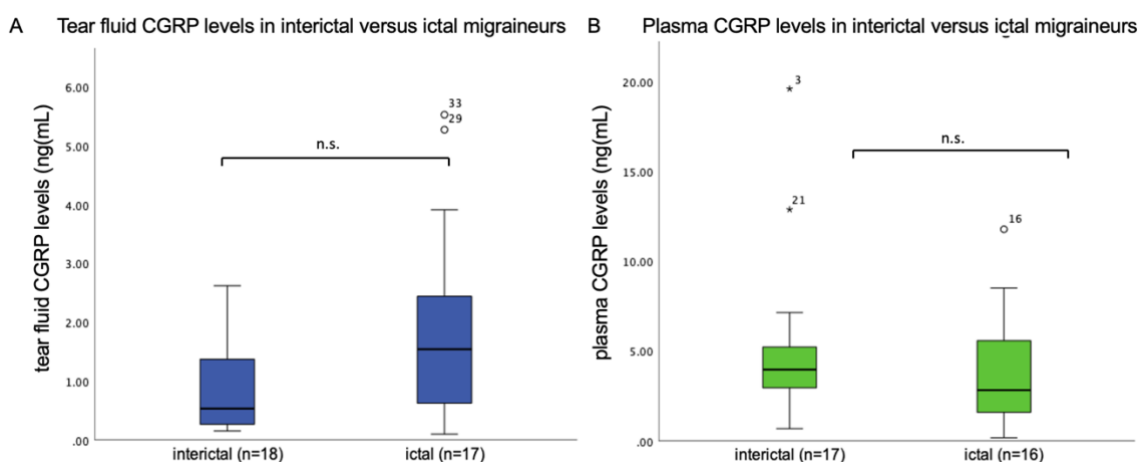 A Tear fluid CGRP levels in interictal versus ictal migraineurs
tear fluid CGRP levels (ng(mL)
6.00
5.00
4.00
3.00
2.00
1.00
.00
33
29
n.s.
interictal (n=18)
ictal (n=17)
B Plasma CGRP levels in interictal versus ictal migraineurs
plasma CGRP levels (ng(mL)
20.00
15.00
10.00
5.00
.00
3
n.s.
21
16
interictal (n=17)
ictal (n=16)